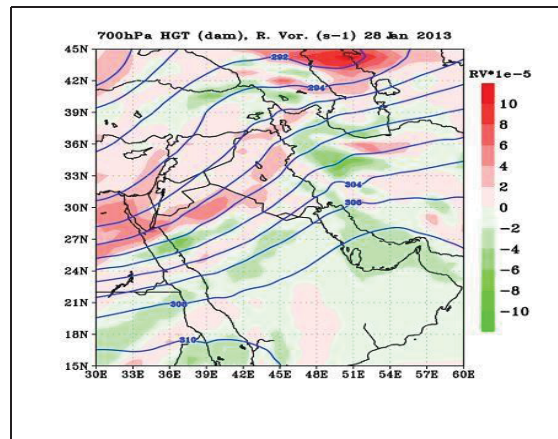 700hPa HGT (dam), R. Vor. (s-1) 28 Jan 2013
RV*1e-5
45N
42N
39N
36N
33N
30N
27N
24N
21N
18N
15N
292
294
304
306
308
310
10
8
6
4
2
0
-2
-4
-6
-8
-10
30E 33E 36E 39E 42E 45E 48E 51E 54E 57E 60E